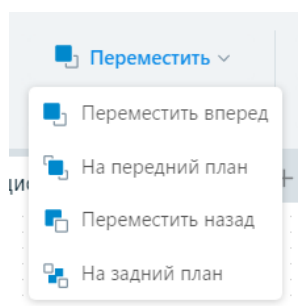 Переместить
Переместить вперед
На передний план
Переместить назад
На задний план